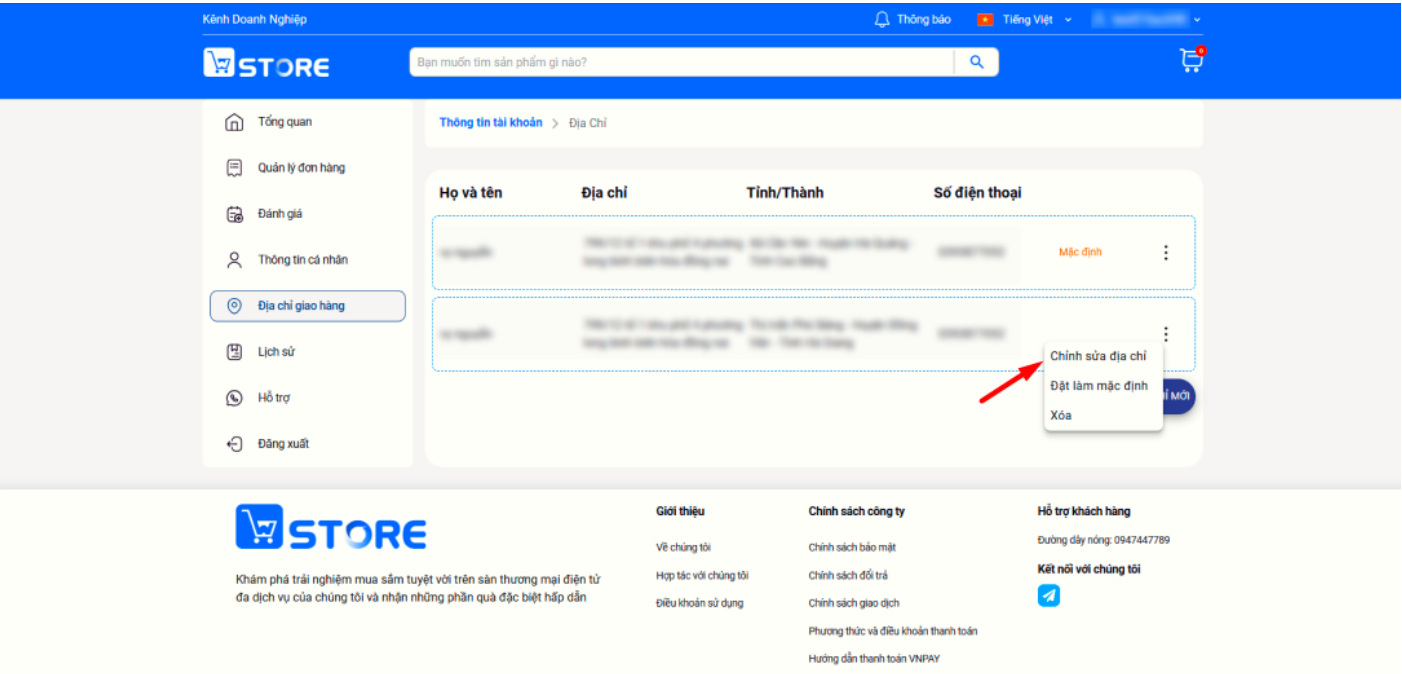 Kênh Doanh Nghiệp
Thông báo
Tiếng Việt
STORE
Bạn muốn tìm sản phẩm gì nào?
0
Tổng quan
Quản lý đơn hàng
Đánh giá
Thông tin cá nhân
Địa chỉ giao hàng
Lịch sử
Hỗ trợ
Đăng xuất
Thông tin tài khoản > Địa Chỉ
Họ và tên Địa chỉ Tỉnh/Thành Số điện thoại
Mặc định
Chỉnh sửa địa chỉ
Đặt làm mặc định
Xóa
MỚI
STORE
Khám phá trải nghiệm mua sắm tuyệt vời trên sàn thương mại điện tử
đa dịch vụ của chúng tôi và nhận những phần quà đặc biệt hấp dẫn
Giới thiệu
Về chúng tôi
Hợp tác với chúng tôi
Điều khoản sử dụng
Chính sách công ty
Chính sách bảo mật
Chính sách đổi trả
Chính sách giao dịch
Phương thức và điều khoản thanh toán
Hướng dẫn thanh toán VNPAY
Hỗ trợ khách hàng
Đường dây nóng: 0947447789
Kết nối với chúng tôi